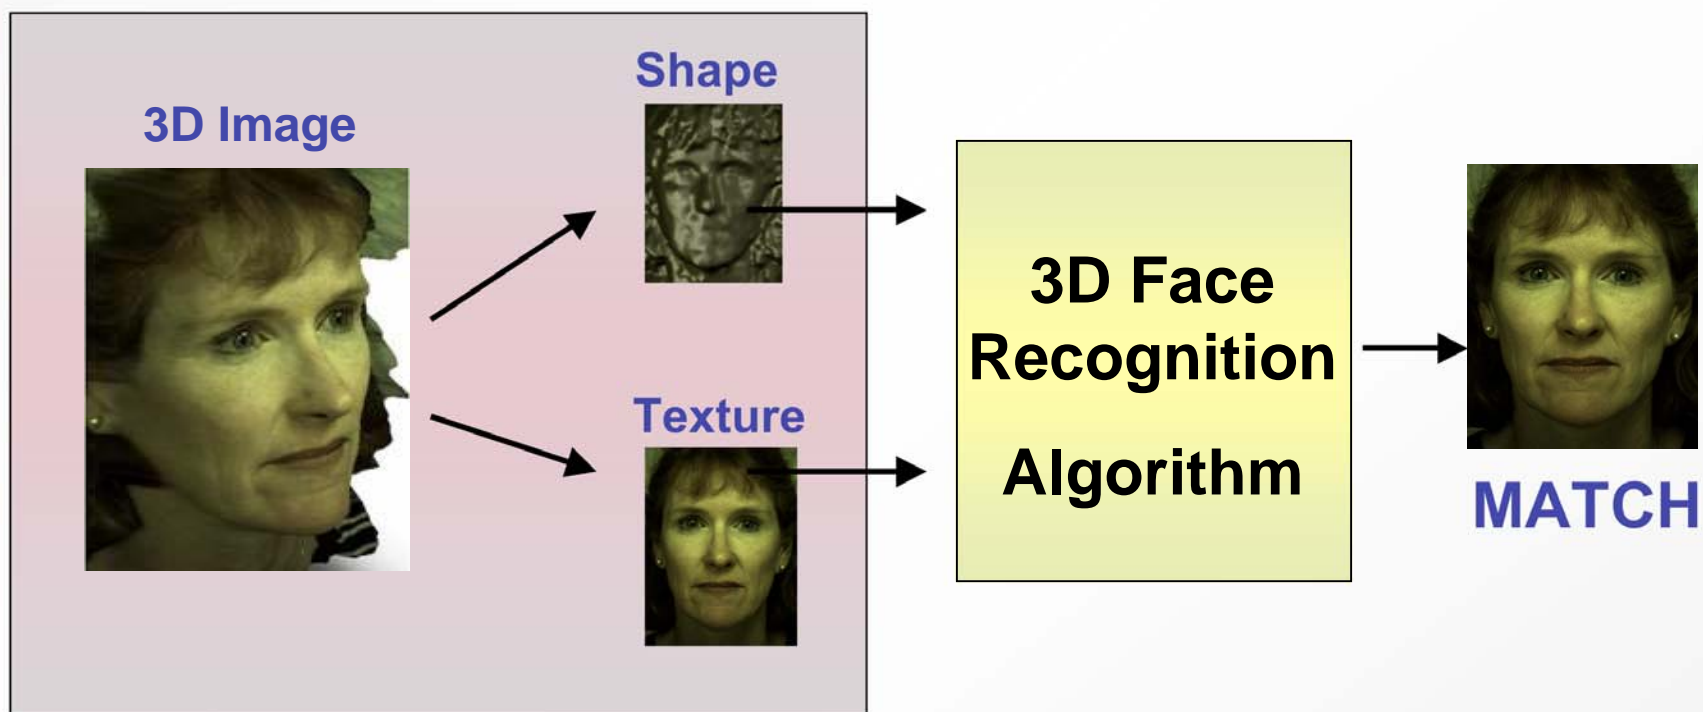 3D Image
Shape
Texture
3D Face
Recognition
Algorithm
MATCH